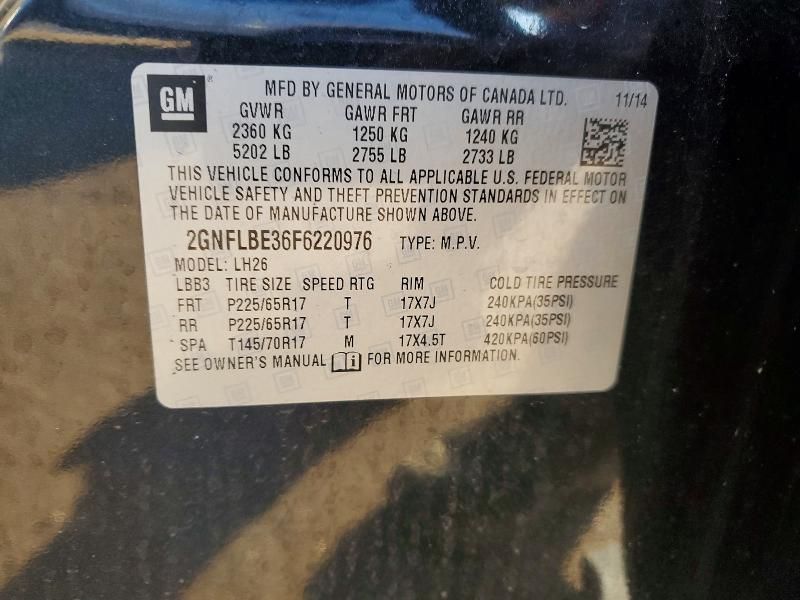 GM ® MFD BY GENERAL MOTORS OF CANADA LTD. 11/14
GVWR GAWR FRT GAWR RR
2360 KG 1250 KG 1240 KG
5202 LB 2755 LB 2733 LB
THIS VEHICLE CONFORMS TO ALL APPLICABLE U.S. FEDERAL MOTOR
VEHICLE SAFETY AND THEFT PREVENTION STANDARDS IN EFFECT ON
THE DATE OF MANUFACTURE SHOWN ABOVE.
2GNFLBE36F6220976 TYPE: M.P.V.
MODEL: LH26
LBB3 TIRE SIZE SPEED RTG RIM COLD TIRE PRESSURE
FRT P225/65R17 T 17X7J 240KPA(35PSI)
RR P225/65R17 T 17X7J 240KPA(35PSI)
SPA T145/70R17 M 17X4.5T 420KPA(60PSI)
SEE OWNER'S MANUAL i FOR MORE INFORMATION.